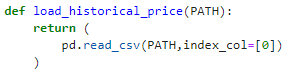 def load_historical_price(PATH):
    return (
        pd.read_csv(PATH,index_col=[0])
    )